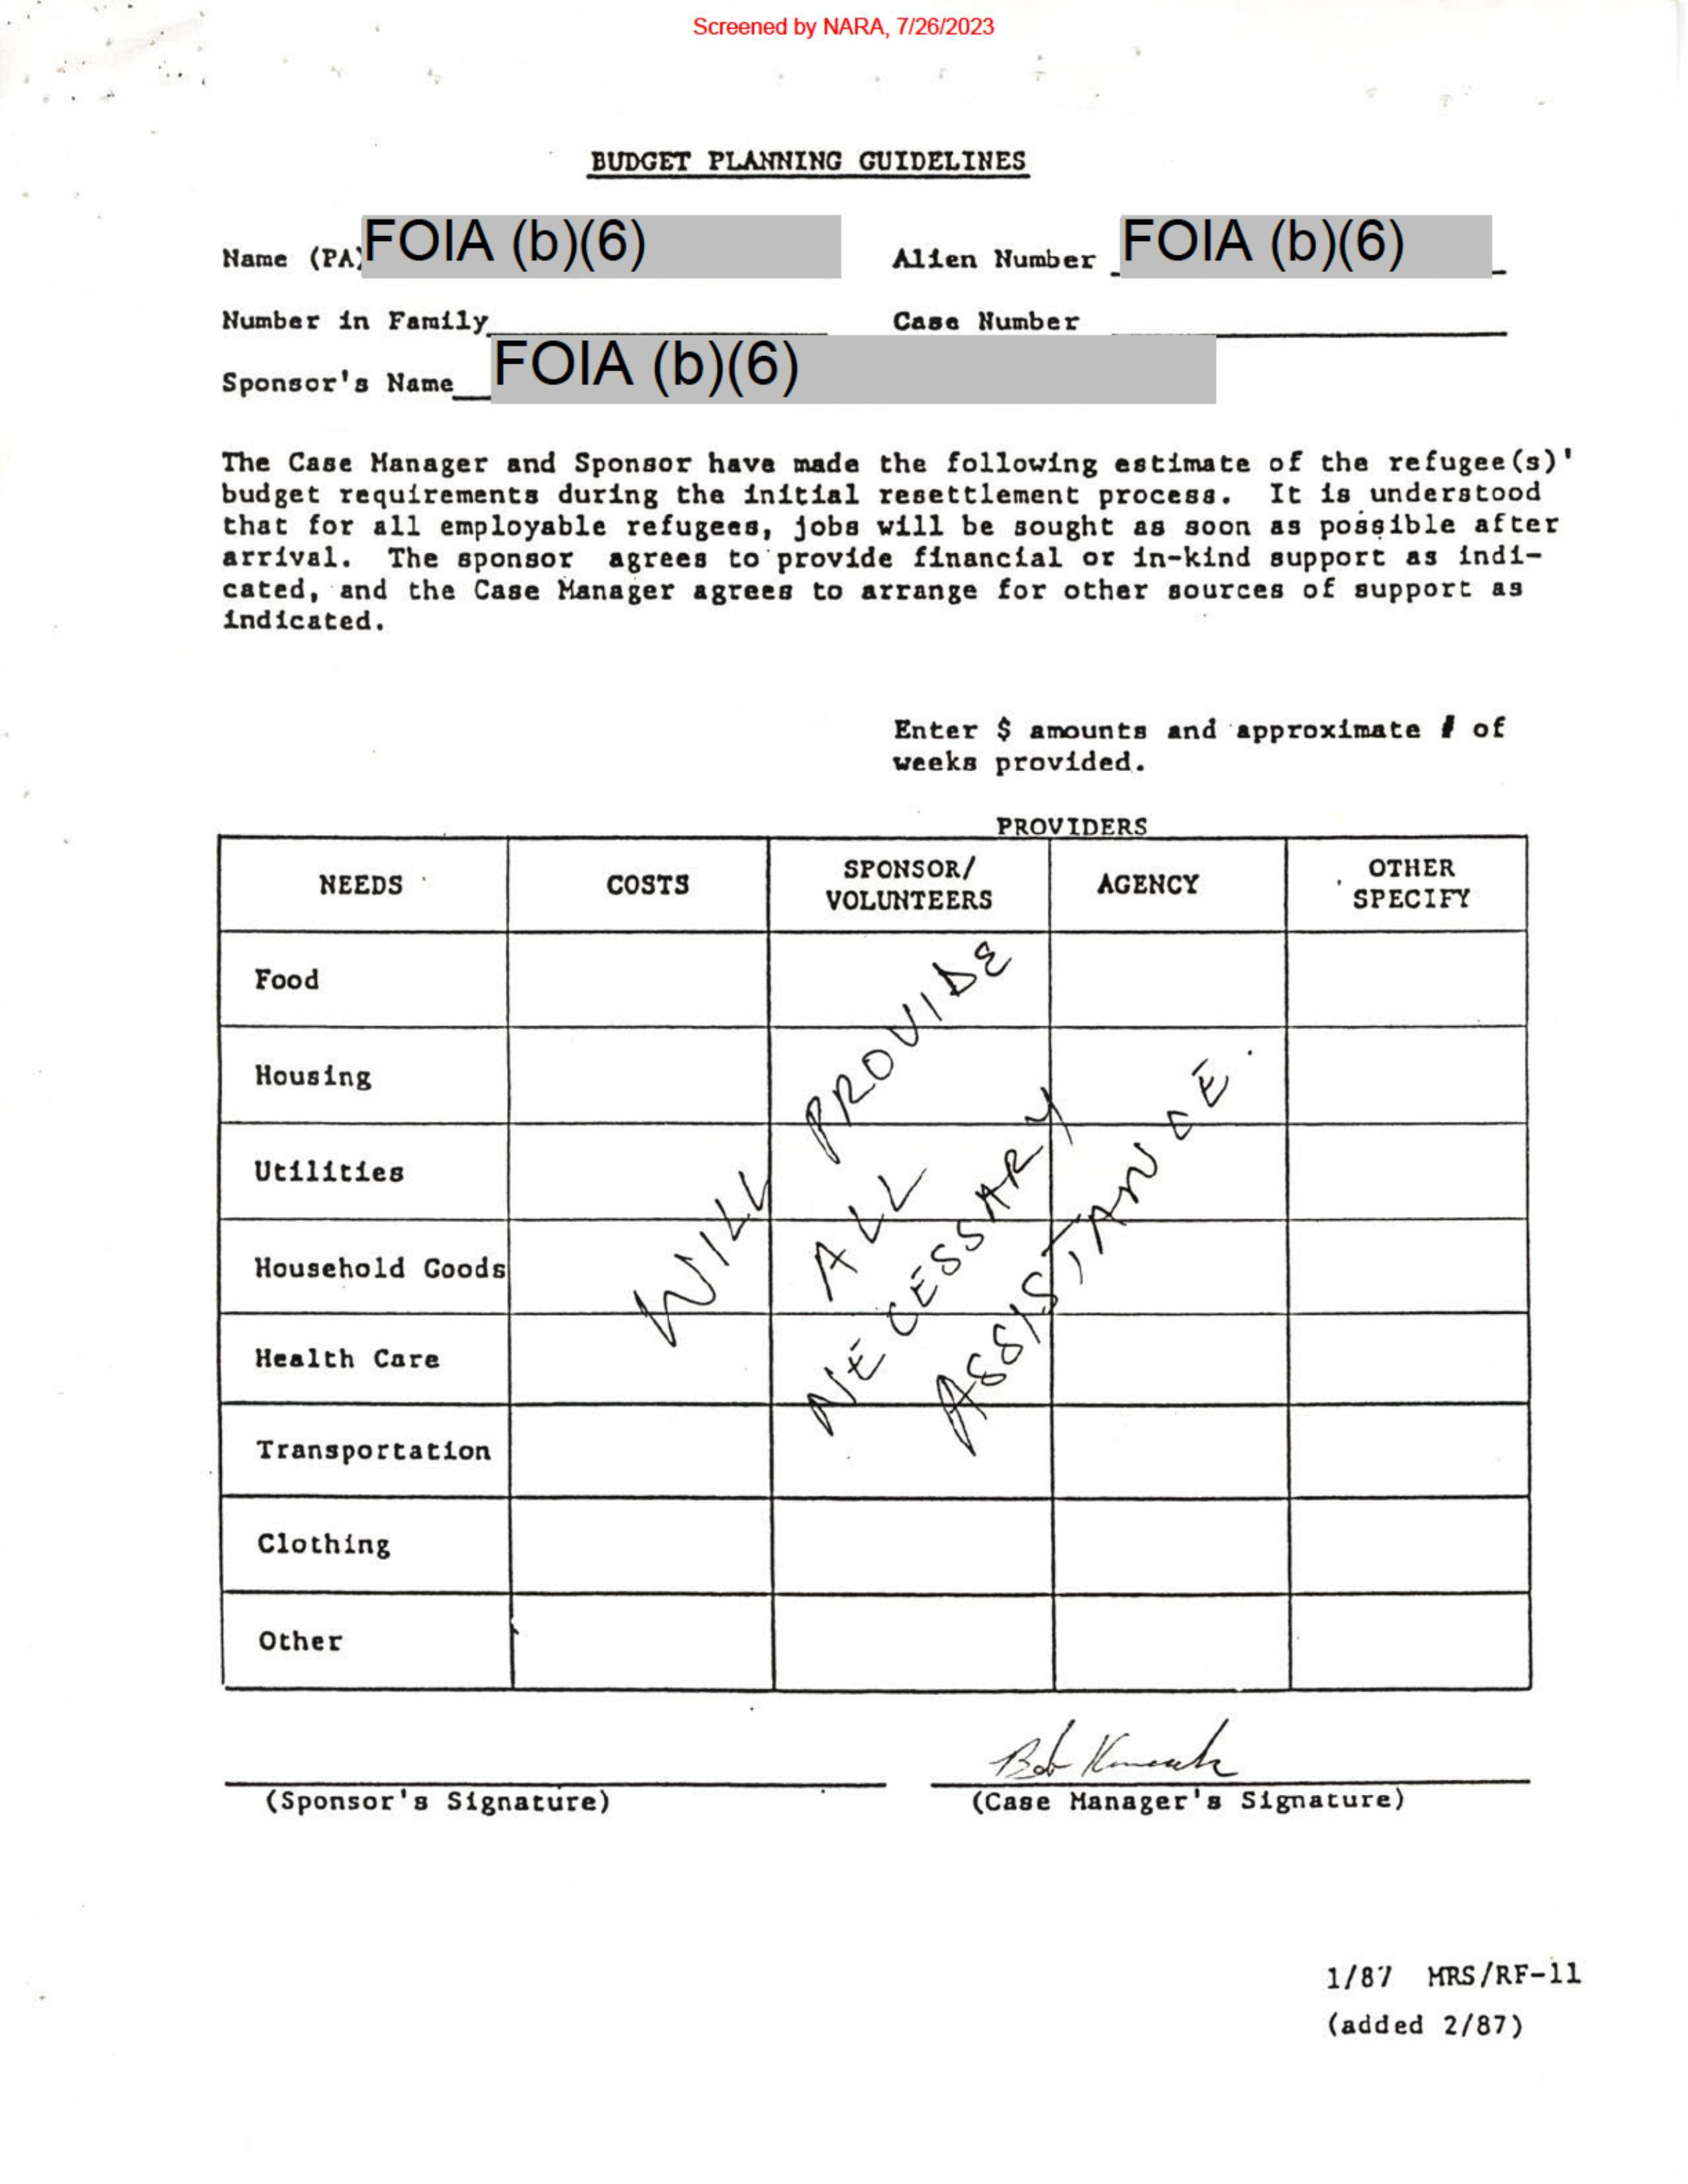 Screened by NARA, 7/26/2023
BUDGET PLANNING GUIDELINES
Name (PA) FOIA (b)(6) Alien Number FOIA (b)(6)
Number in Family Case Number
Sponsor's Name FOIA (b)(6)
The Case Manager and Sponsor have made the following estimate of the refugee(s)'
budget requirements during the initial resettlement process. It is understood
that for all employable refugees, jobs will be sought as soon as possible after
arrival. The sponsor agrees to provide financial or in-kind support as indi-
cated, and the Case Manager agrees to arrange for other sources of support as
indicated.
Enter $ amounts and approximate # of
weeks provided.
PROVIDERS
NEEDS COSTS SPONSOR/ VOLUNTEERS AGENCY OTHER SPECIFY
Food
Housing
Utilities
Household Goods
Health Care
Transportation
Clothing
Other
WILL PROVIDE
ALL
NECESSARY
ASSISTANCE.
Bob
(Sponsor's Signature) (Case Manager's Signature)
1/87 MRS/RF-11
(added 2/87)